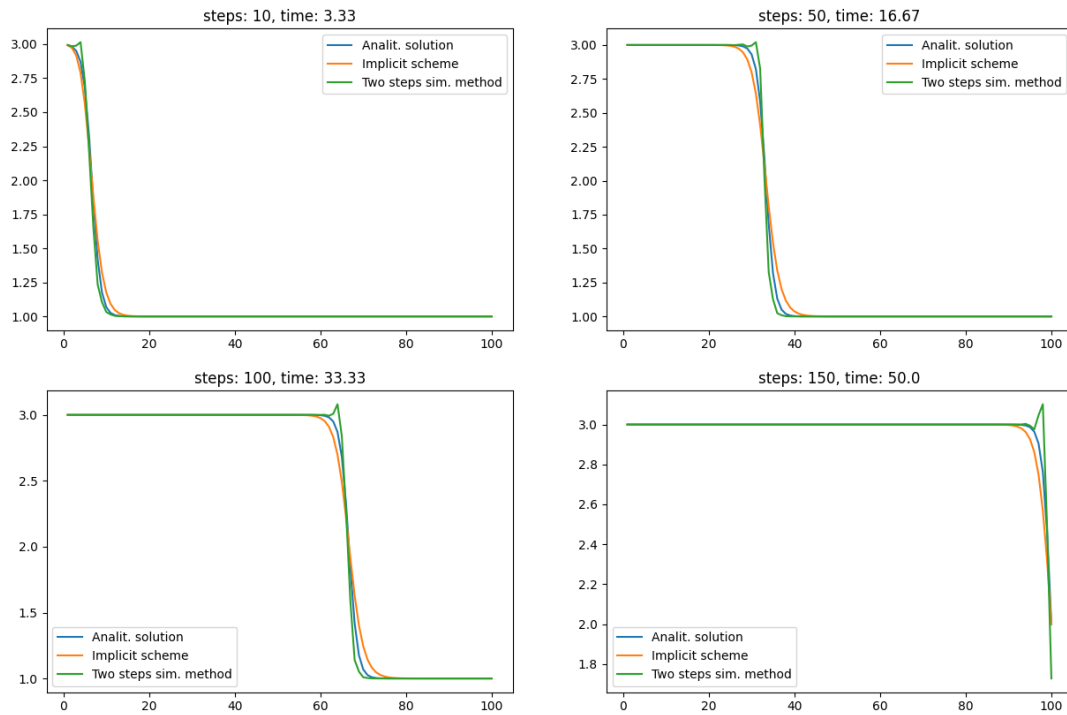 steps: 10, time: 3.33
3.00
2.75
2.50
2.25
2.00
1.75
1.50
1.25
1.00
0 20 40 60 80 100
Analit. solution
Implicit scheme
Two steps sim. method
steps: 50, time: 16.67
3.00
2.75
2.50
2.25
2.00
1.75
1.50
1.25
1.00
0 20 40 60 80 100
Analit. solution
Implicit scheme
Two steps sim. method
steps: 100, time: 33.33
3.0
2.5
2.0
1.5
1.0
Analit. solution
Implicit scheme
Two steps sim. method
0 20 40 60 80 100
steps: 150, time: 50.0
3.0
2.8
2.6
2.4
2.2
2.0
1.8
Analit. solution
Implicit scheme
Two steps sim. method
0 20 40 60 80 100